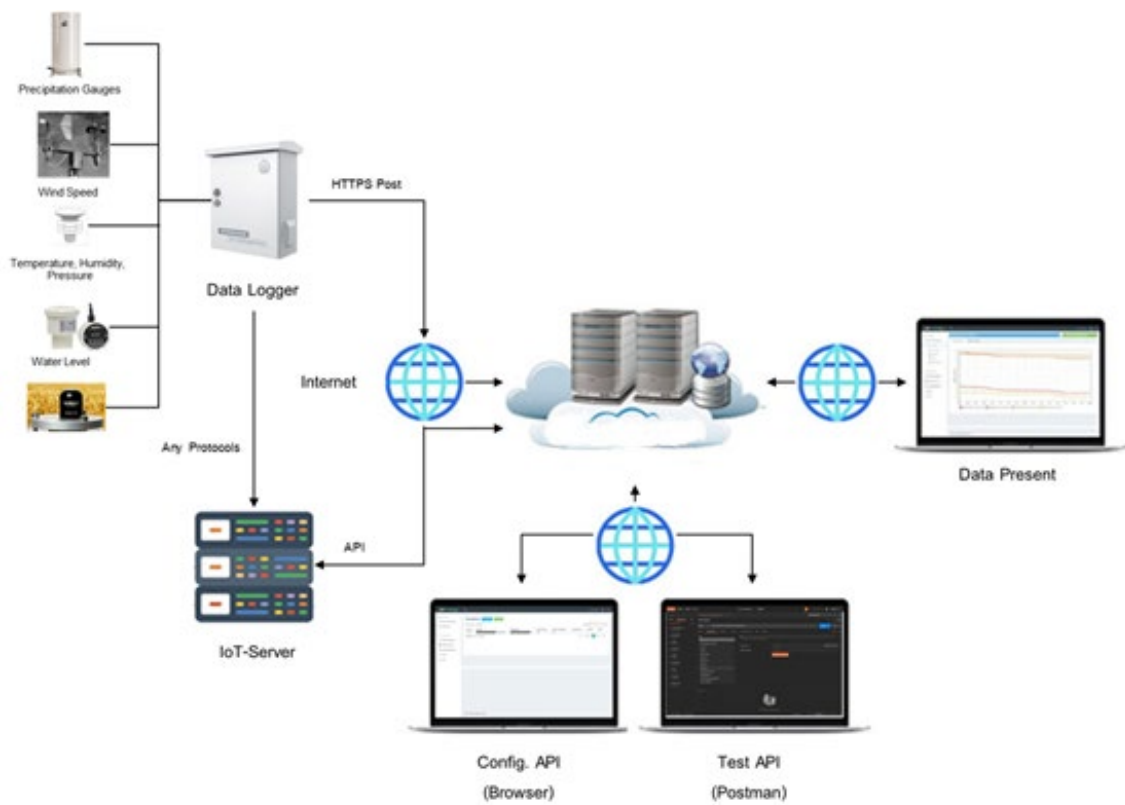 Precipitation Gauges
Wind Speed
Temperature, Humidity,
Pressure
Water Level
Data Logger
HTTPS Post
Internet
Any Protocols
API
IoT-Server
Data Present
Config. API
(Browser)
Test API
(Postman)